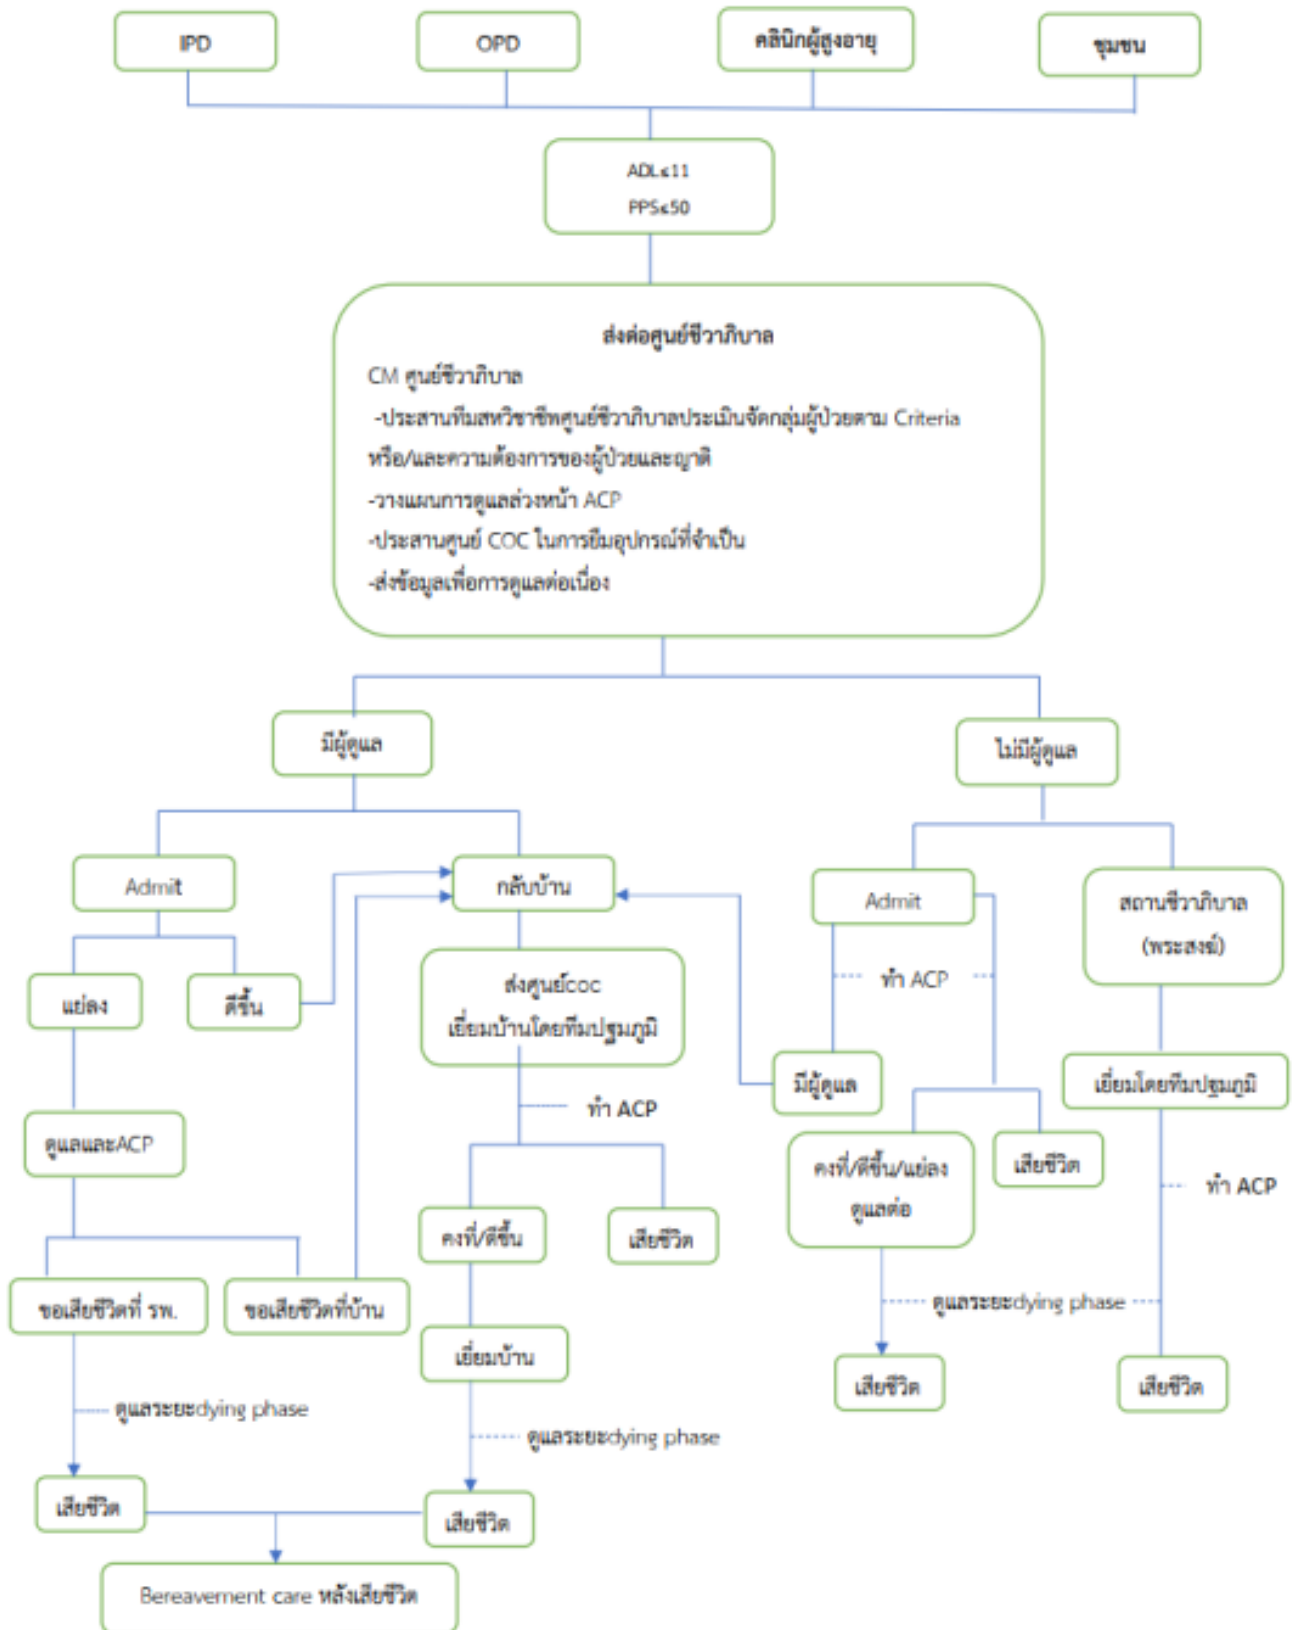 IPD
OPD
คลินิกผู้สูงอายุ
ชุมชน
ADL≤11
PPS≤50
ส่งต่อศูนย์ชีวาภิบาล
CM ศูนย์ชีวาภิบาล
-ประสานทีมสหวิชาชีพศูนย์ชีวาภิบาลประเมินจัดกลุ่มผู้ป่วยตาม Criteria
หรือ/และความต้องการของผู้ป่วยและญาติ
-วางแผนการดูแลล่วงหน้า ACP
-ประสานศูนย์ COC ในการยืมอุปกรณ์ที่จำเป็น
-ส่งข้อมูลเพื่อการดูแลต่อเนื่อง
มีผู้ดูแล
ไม่มีผู้ดูแล
Admit
กลับบ้าน
Admit
สถานชีวาภิบาล
(พระสงฆ์)
แย่ลง
ดีขึ้น
ส่งศูนย์coc
เยี่ยมบ้านโดยทีมปฐมภูมิ
ทำ ACP
มีผู้ดูแล
เยี่ยมโดยทีมปฐมภูมิ
ดูแลและACP
ทำ ACP
คงที่/ดีขึ้น/แย่ลง
ดูแลต่อ
เสียชีวิต
ทำ ACP
คงที่/ดีขึ้น
เสียชีวิต
ขอเสียชีวิตที่ รพ.
ขอเสียชีวิตที่บ้าน
ดูแลระยะdying phase
เยี่ยมบ้าน
เสียชีวิต
เสียชีวิต
ดูแลระยะdying phase
ดูแลระยะdying phase
เสียชีวิต
เสียชีวิต
Bereavement care หลังเสียชีวิต